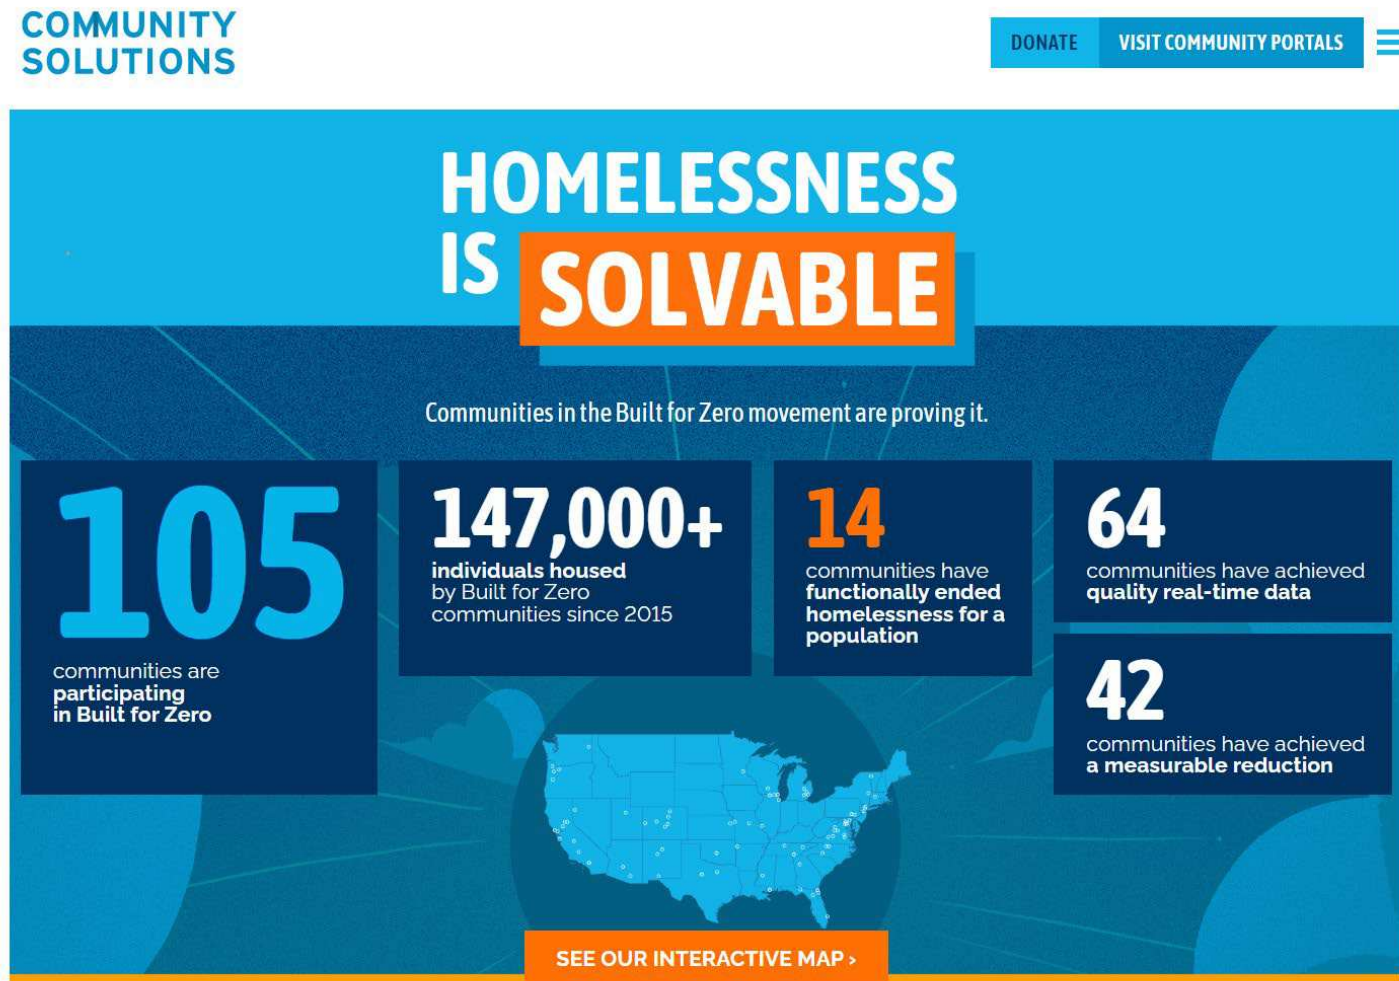 COMMUNITY
SOLUTIONS
DONATE
VISIT COMMUNITY PORTALS
HOMELESSNESS
IS SOLVABLE
Communities in the Built for Zero movement are proving it.
105
communities are
participating
in Built for Zero
147,000+
individuals housed
by Built for Zero
communities since 2015
14
communities have
functionally ended
homelessness for a
population
64
communities have achieved
quality real-time data
42
communities have achieved
a measurable reduction
SEE OUR INTERACTIVE MAP ›